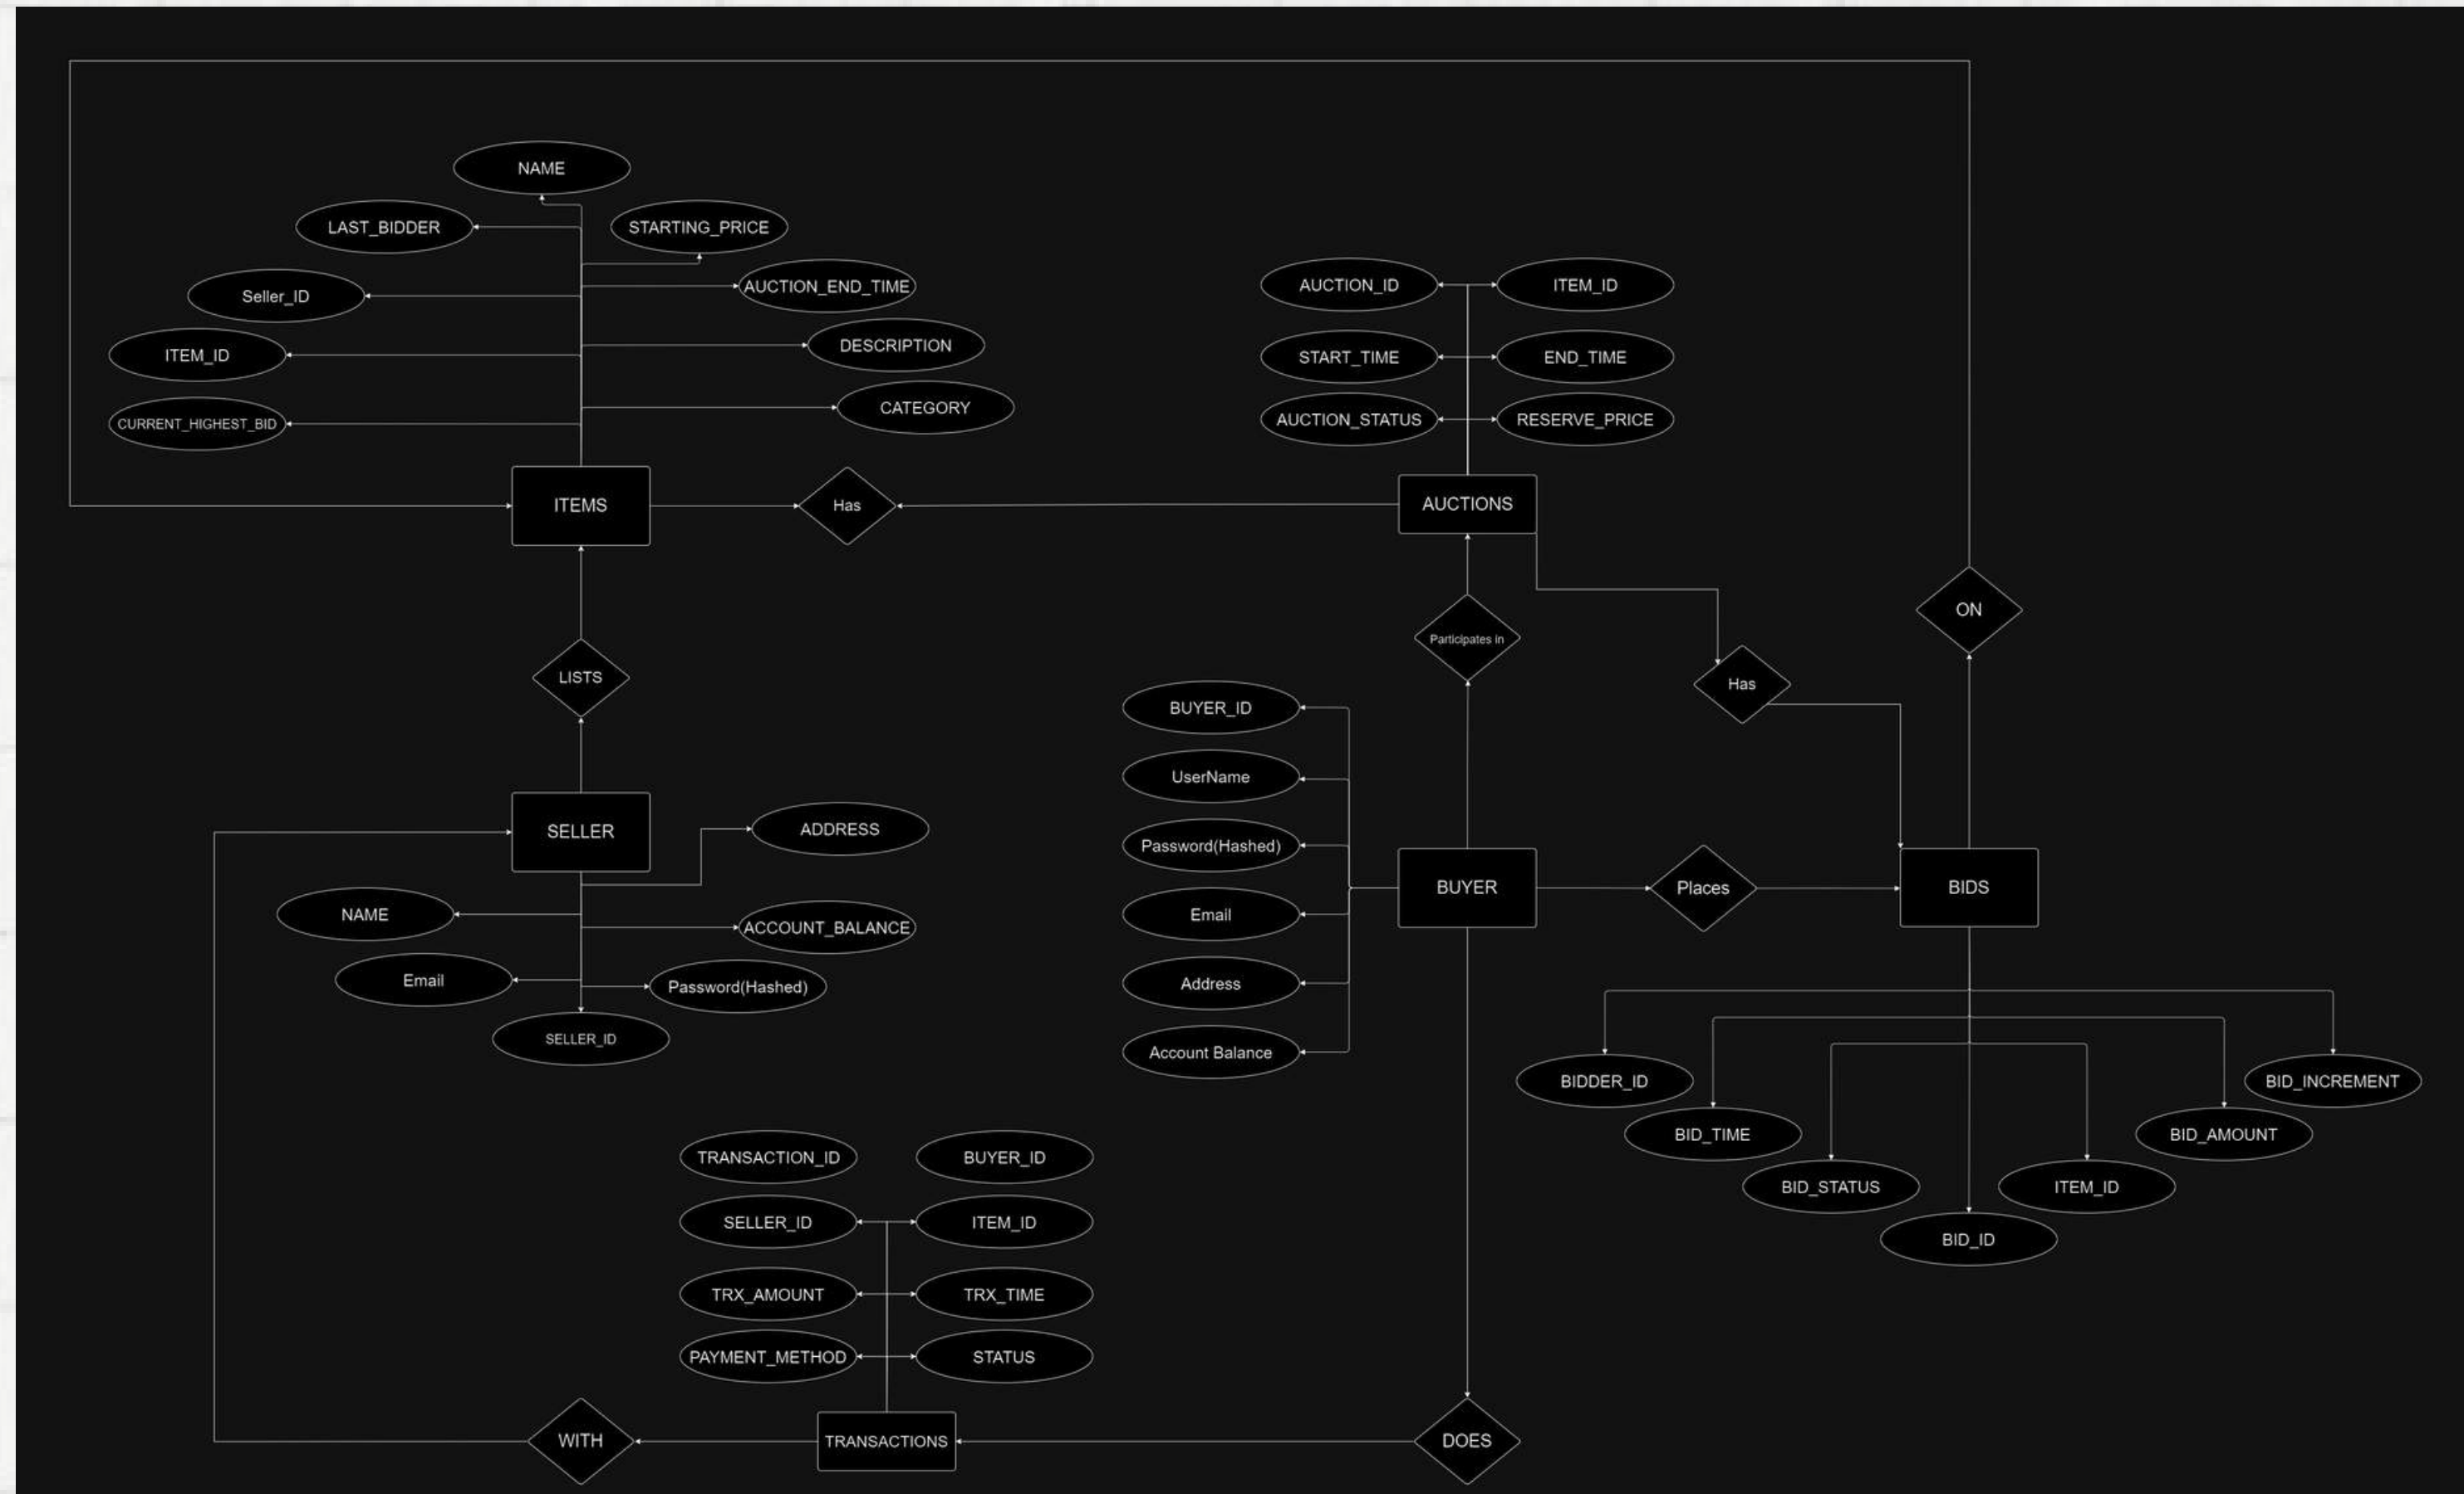 NAME
LAST_BIDDER
STARTING_PRICE
Seller_ID
AUCTION_END_TIME
ITEM_ID
DESCRIPTION
CURRENT_HIGHEST_BID
CATEGORY
AUCTION_ID
ITEM_ID
START_TIME
END_TIME
AUCTION_STATUS
RESERVE_PRICE
ITEMS
Has
AUCTIONS
ON
Participates in
LISTS
Has
BUYER_ID
UserName
Password(Hashed)
Email
Address
Account Balance
SELLER
ADDRESS
NAME
ACCOUNT_BALANCE
Email
Password(Hashed)
SELLER_ID
BUYER
Places
BIDS
BIDDER_ID
BID_INCREMENT
BID_TIME
BID_AMOUNT
BID_STATUS
ITEM_ID
BID_ID
TRANSACTION_ID
BUYER_ID
SELLER_ID
ITEM_ID
TRX_AMOUNT
TRX_TIME
PAYMENT_METHOD
STATUS
WITH
TRANSACTIONS
DOES